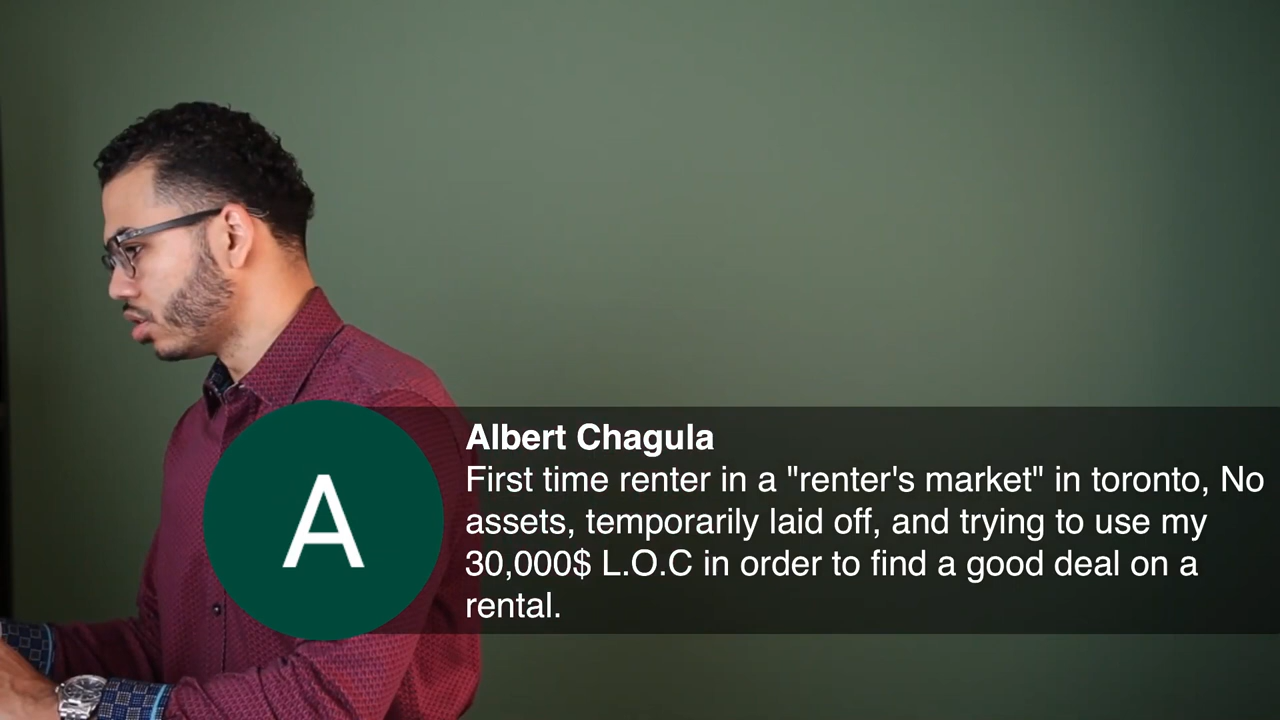 A
Albert Chagula
First time renter in a "renter's market" in toronto, No
assets, temporarily laid off, and trying to use my
30,000$ L.O.C in order to find a good deal on a
rental.